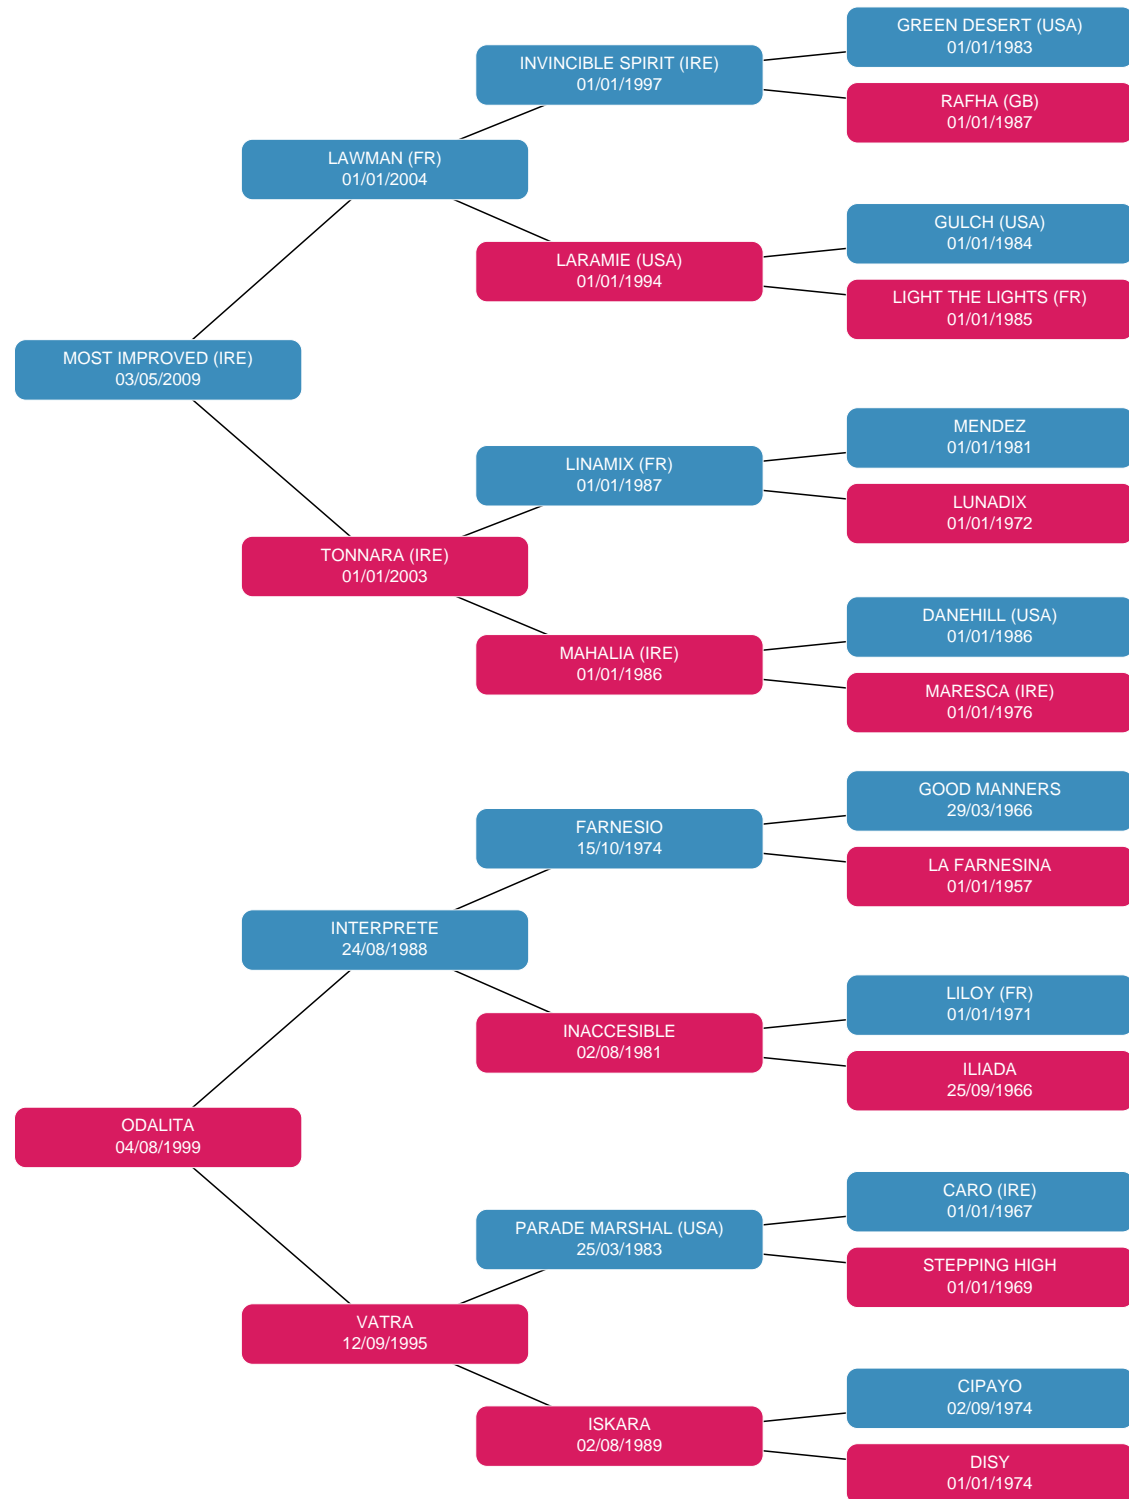 GREEN DESERT (USA)
01/01/1983
INVINCIBLE SPIRIT (IRE)
01/01/1997
RAFHA (GB)
01/01/1987
LAWMAN (FR)
01/01/2004
GULCH (USA)
01/01/1984
LARAMIE (USA)
01/01/1994
LIGHT THE LIGHTS (FR)
01/01/1985
MOST IMPROVED (IRE)
03/05/2009
MENDEZ
01/01/1981
LINAMIX (FR)
01/01/1987
LUNADIX
01/01/1972
TONNARA (IRE)
01/01/2003
DANEHILL (USA)
01/01/1986
MAHALIA (IRE)
01/01/1986
MARESCA (IRE)
01/01/1976
GOOD MANNERS
29/03/1966
FARNESIO
15/10/1974
LA FARNESINA
01/01/1957
INTERPRETE
24/08/1988
LILOY (FR)
01/01/1971
INACCESIBLE
02/08/1981
ILIADA
25/09/1966
ODALITA
04/08/1999
CARO (IRE)
01/01/1967
PARADE MARSHAL (USA)
25/03/1983
STEPPING HIGH
01/01/1969
VATRA
12/09/1995
CIPAYO
02/09/1974
ISKARA
02/08/1989
DISY
01/01/1974